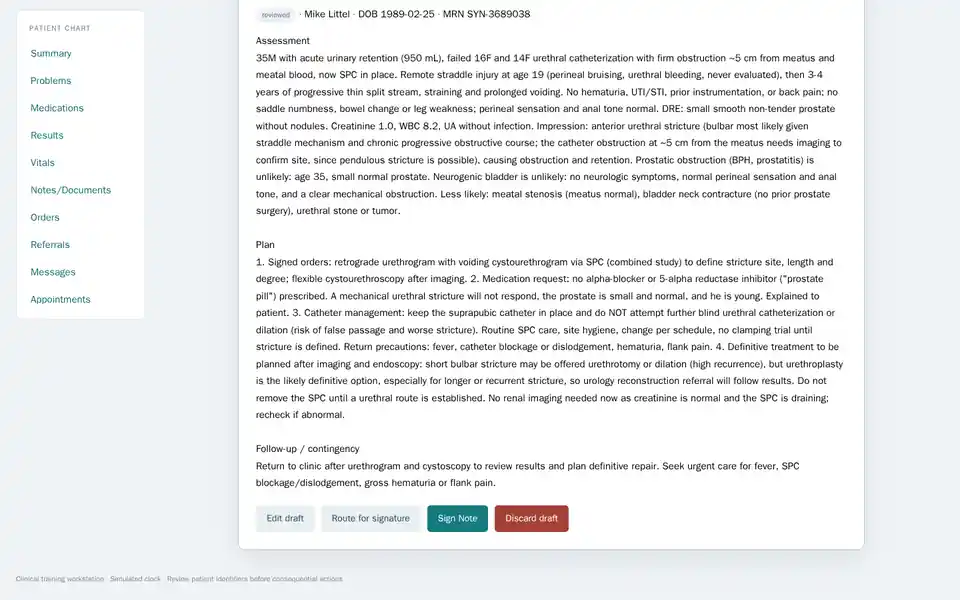 PATIENT CHART
Summary
Problems
Medications
Results
Vitals
Notes/Documents
Orders
Referrals
Messages
Appointments
reviewed · Mike Littel · DOB 1989-02-25 · MRN SYN-3689038
Assessment
35M with acute urinary retention (950 mL), failed 16F and 14F urethral catheterization with firm obstruction ~5 cm from meatus and
meatal blood, now SPC in place. Remote straddle injury at age 19 (perineal bruising, urethral bleeding, never evaluated), then 3-4
years of progressive thin split stream, straining and prolonged voiding. No hematuria, UTI/STI, prior instrumentation, or back pain; no
saddle numbness, bowel change or leg weakness; perineal sensation and anal tone normal. DRE: small smooth non-tender prostate
without nodules. Creatinine 1.0, WBC 8.2, UA without infection. Impression: anterior urethral stricture (bulbar most likely given
straddle mechanism and chronic progressive obstructive course; the catheter obstruction at ~5 cm from the meatus needs imaging to
confirm site, since pendulous stricture is possible), causing obstruction and retention. Prostatic obstruction (BPH, prostatitis) is
unlikely: age 35, small normal prostate. Neurogenic bladder is unlikely: no neurologic symptoms, normal perineal sensation and anal
tone, and a clear mechanical obstruction. Less likely: meatal stenosis (meatus normal), bladder neck contracture (no prior prostate
surgery), urethral stone or tumor.
Plan
1. Signed orders: retrograde urethrogram with voiding cystourethrogram via SPC (combined study) to define stricture site, length and
degree; flexible cystourethroscopy after imaging. 2. Medication request: no alpha-blocker or 5-alpha reductase inhibitor ("prostate
pill") prescribed. A mechanical urethral stricture will not respond, the prostate is small and normal, and he is young. Explained to
patient. 3. Catheter management: keep the suprapubic catheter in place and do NOT attempt further blind urethral catheterization or
dilation (risk of false passage and worse stricture). Routine SPC care, site hygiene, change per schedule, no clamping trial until
stricture is defined. Return precautions: fever, catheter blockage or dislodgement, hematuria, flank pain. 4. Definitive treatment to be
planned after imaging and endoscopy: short bulbar stricture may be offered urethrotomy or dilation (high recurrence), but urethroplasty
is the likely definitive option, especially for longer or recurrent stricture, so urology reconstruction referral will follow results. Do not
remove the SPC until a urethral route is established. No renal imaging needed now as creatinine is normal and the SPC is draining;
recheck if abnormal.
Follow-up / contingency
Return to clinic after urethrogram and cystoscopy to review results and plan definitive repair. Seek urgent care for fever, SPC
blockage/dislodgement, gross hematuria or flank pain.
Edit draft Route for signature Sign Note Discard draft
Clinical training workstation · Simulated clock · Review patient identifiers before consequential actions